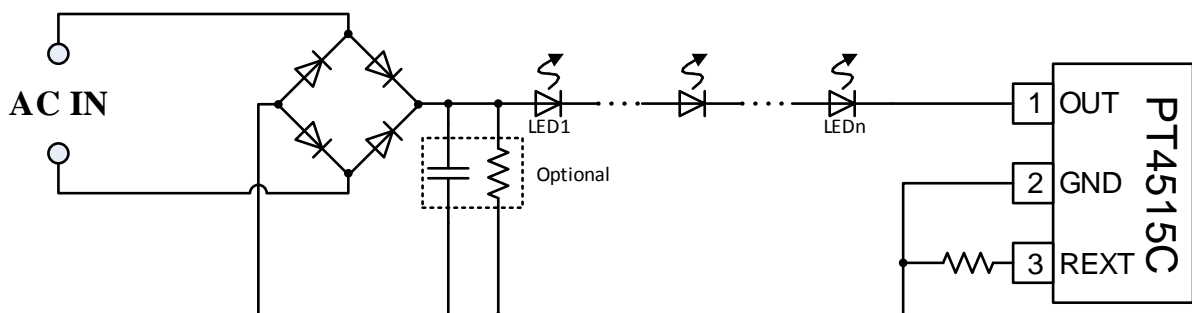 AC IN
LED1
LEDn
Optional
1 OUT
2 GND
3 REXT
PT4515C